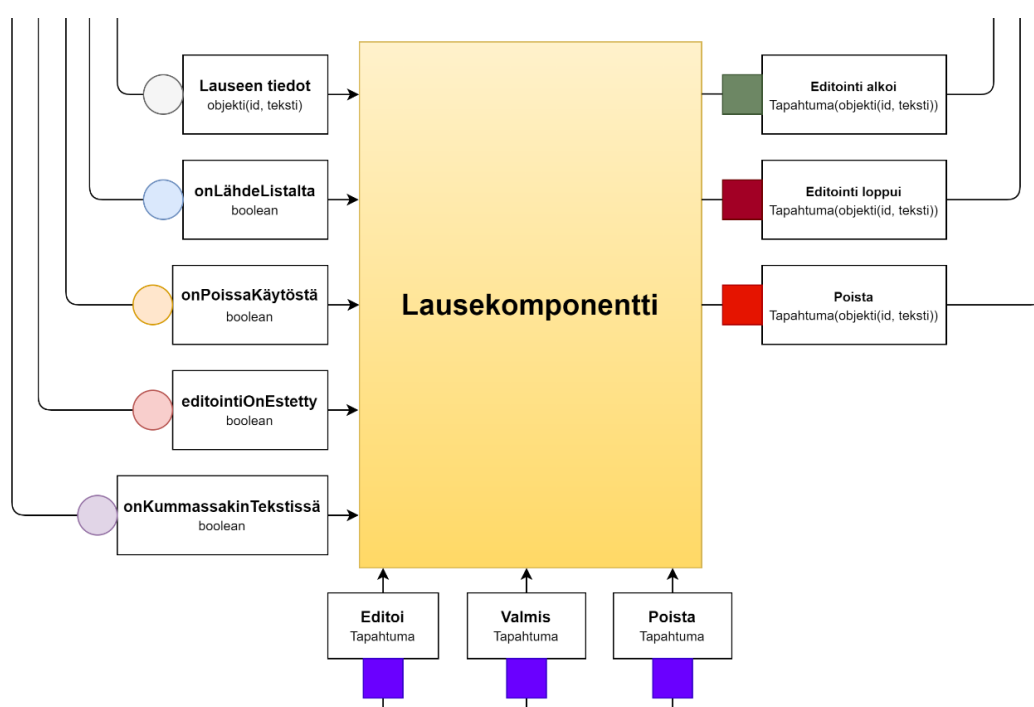 Lauseen tiedot
objekti(id, teksti)
onLähdeListalta
boolean
onPoissaKäytöstä
boolean
editointiOnEstetty
boolean
onKummassakinTekstissä
boolean
Lausekomponentti
Editointi alkoi
Tapahtuma(objekti(id, teksti))
Editointi loppui
Tapahtuma(objekti(id, teksti))
Poista
Tapahtuma(objekti(id, teksti))
Editoi
Tapahtuma
Valmis
Tapahtuma
Poista
Tapahtuma